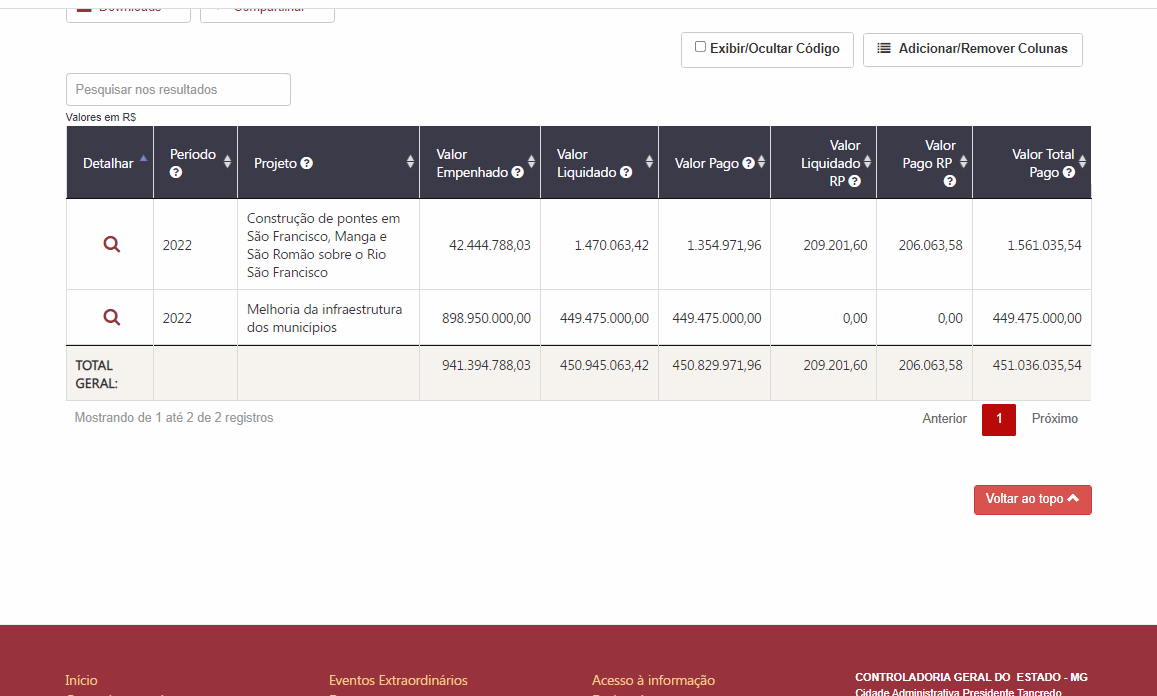 Exibir/Ocultar Código
Adicionar/Remover Colunas
Pesquisar nos resultados
Valores em R$
Detalhar
Período
Projeto
Valor
Empenhado
Valor
Liquidado
Valor Pago
Valor
Liquidado
RP
Valor
Pago RP
Valor Total
Pago
2022
Construção de pontes em
São Francisco, Manga e
São Romão sobre o Rio
São Francisco
42.444.788,03
1.470.063,42
1.354.971,96
209.201,60
206.063,58
1.561.035,54
2022
Melhoria da infraestrutura
dos municípios
898.950.000,00
449.475.000,00
449.475.000,00
0,00
0,00
449.475.000,00
TOTAL
GERAL:
941.394.788,03
450.945.063,42
450.829.971,96
209.201,60
206.063,58
451.036.035,54
Mostrando de 1 até 2 de 2 registros
Anterior
1
Próximo
Voltar ao topo
Início
Eventos Extraordinários
Acesso à informação
CONTROLADORIA GERAL DO ESTADO - MG
Cidade Administrativa Presidente Tancredo